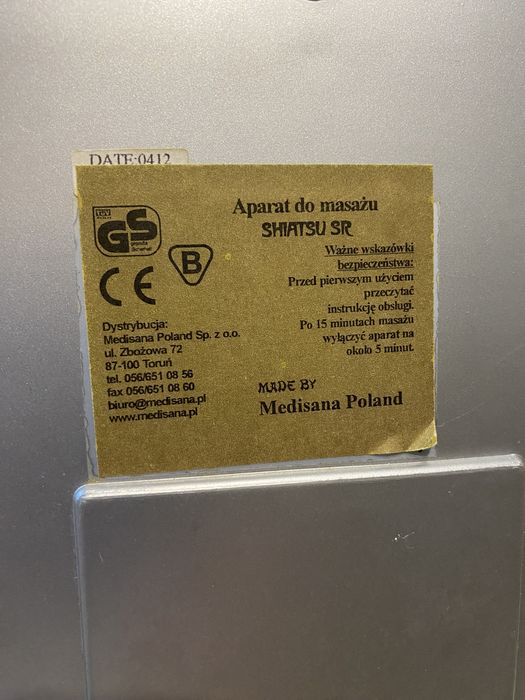 DATE:0412
TÜV
GS
geprüfte
Sicherheit
B
CE
Aparat do masażu
SHIATSU SR
Ważne wskazówki
bezpieczeństwa:
Przed pierwszym użyciem
przeczytać
instrukcję obsługi.
Po 15 minutach masażu
wyłączyć aparat na
około 5 minut.
Dystrybucja:
Medisana Poland Sp. z o.o.
ul. Zbożowa 72
87-100 Toruń
tel. 056/651 08 56
fax 056/651 08 60
biuro@medisana.pl
www.medisana.pl
MADE BY
Medisana Poland